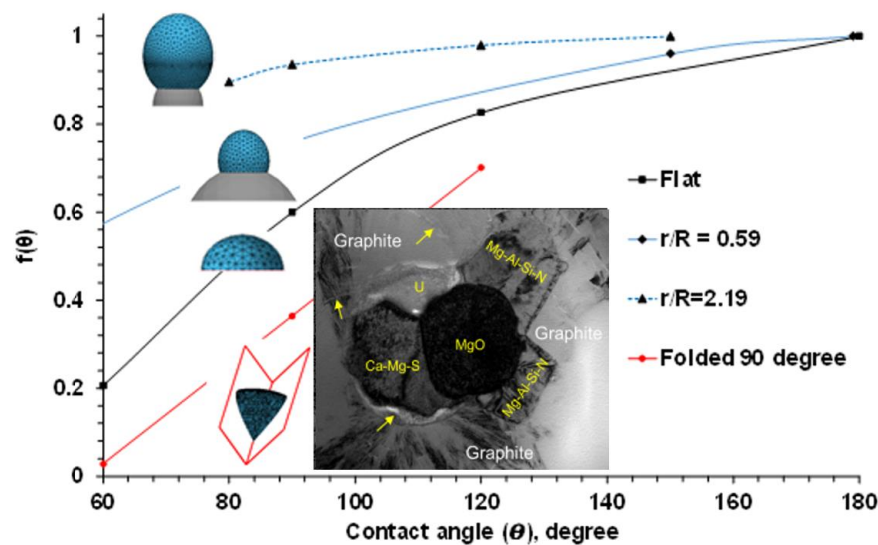 f(θ)
1
0.8
0.6
0.4
0.2
0
60
80
100
120
140
160
180
Contact angle (θ), degree
Flat
r/R = 0.59
r/R=2.19
Folded 90 degree
Graphite
Mg-Al-Si-N
U
Graphite
MgO
Ca-Mg-S
Mg-Al-Si-N
Graphite